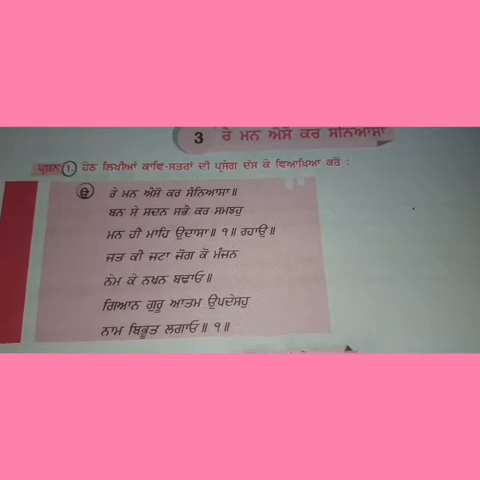 3 ਰੇ ਮਨ ਐਸੋ ਕਰ ਸੰਨਿਆਸਾ
ਪ੍ਰਸ਼ਨ 1. ਹੇਠ ਲਿਖੀਆਂ ਕਾਵਿ-ਸਤਰਾਂ ਦੀ ਪ੍ਰਸੰਗ ਦੱਸ ਕੇ ਵਿਆਖਿਆ ਕਰੋ :
ਰੇ ਮਨ ਐਸੋ ਕਰ ਸੰਨਿਆਸਾ॥
ਬਨ ਸੇ ਸਦਨ ਸਭੈ ਕਰ ਸਮਝਹੁ
ਮਨ ਹੀ ਮਾਹਿ ਉਦਾਸਾ॥ ੧॥ ਰਹਾਉ॥
ਜਤ ਕੀ ਜਟਾ ਜੋਗ ਕੋ ਮੰਜਨ
ਨੇਮ ਕੇ ਨਖਨ ਬਢਾਓ॥
ਗਿਆਨ ਗੁਰੂ ਆਤਮ ਉਪਦੇਸਹੁ
ਨਾਮ ਬਿਭੂਤ ਲਗਾਓ॥ ੧॥